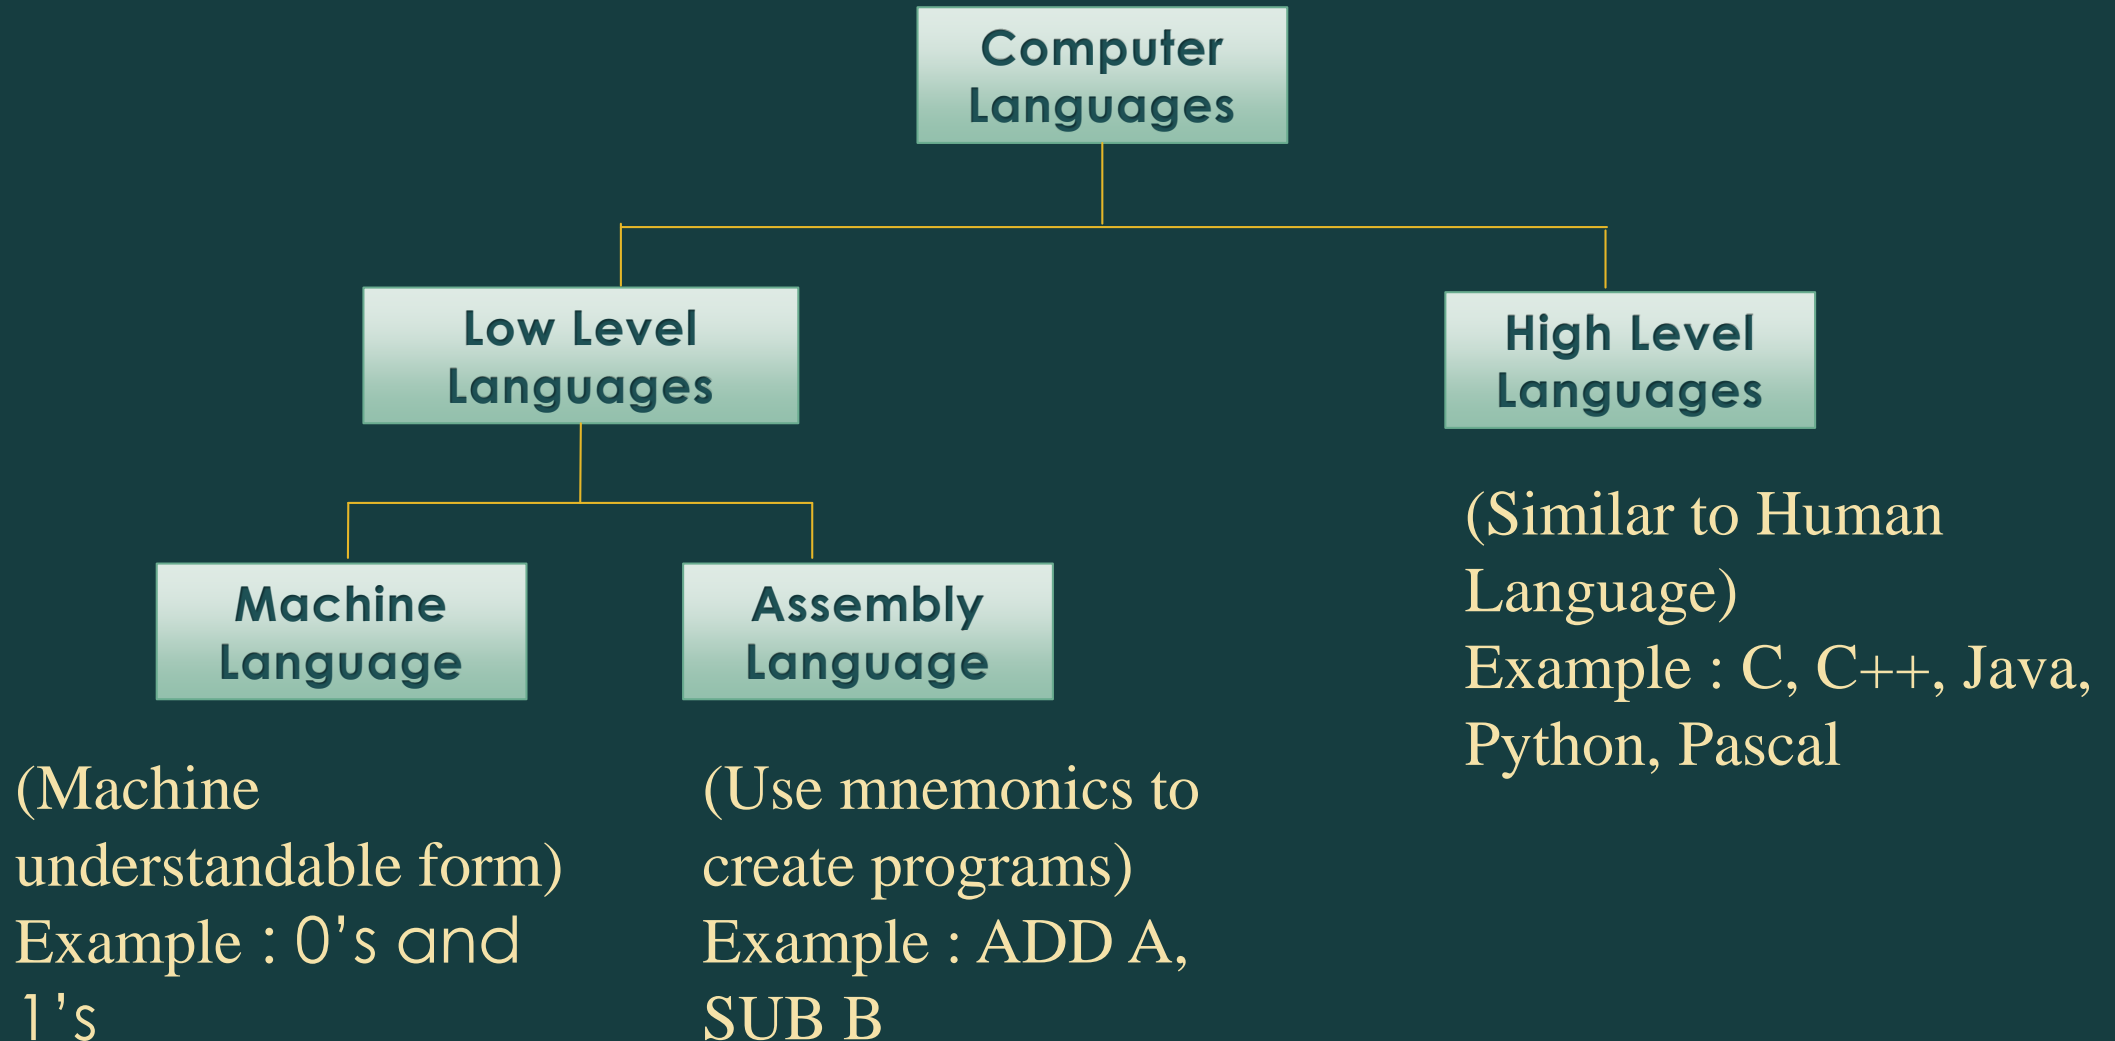 Computer
Languages
Low Level
Languages
High Level
Languages
Machine
Language
Assembly
Language
(Similar to Human
Language)
Example : C, C++, Java,
Python, Pascal
(Machine
understandable form)
Example : 0’s and
1’s
(Use mnemonics to
create programs)
Example : ADD A,
SUB B